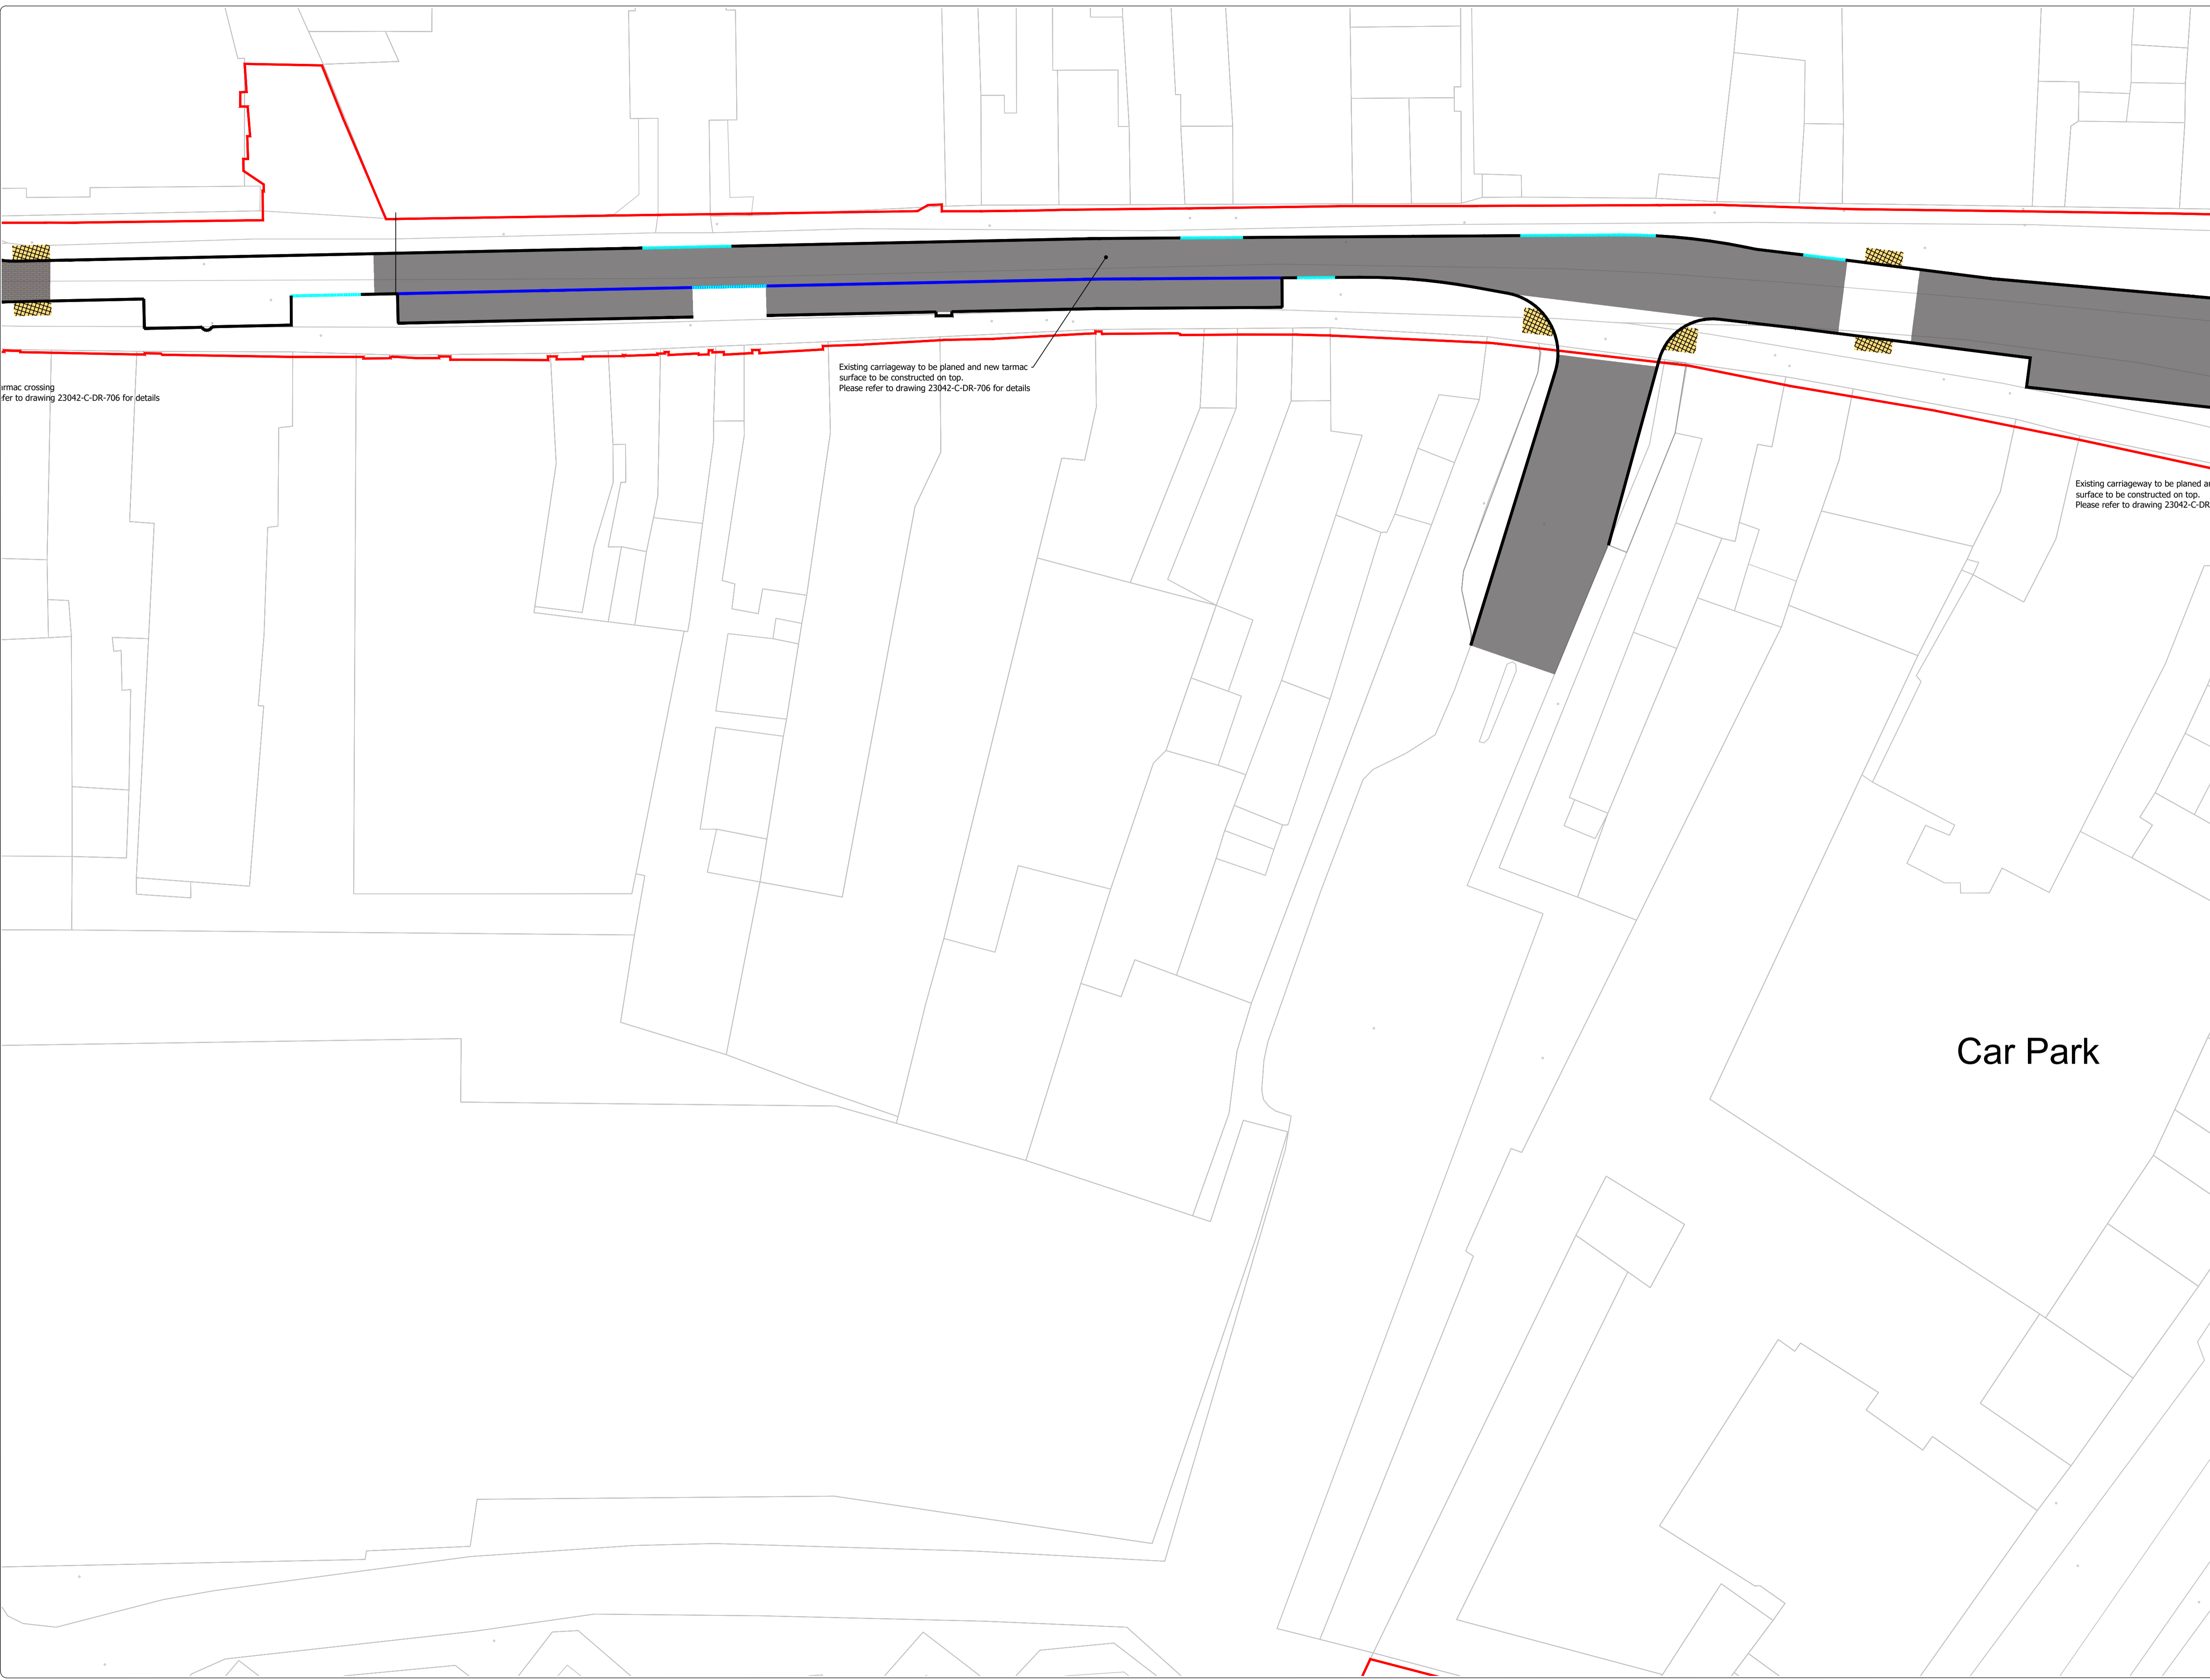 Existing carriageway to be planed and new tarmac
surface to be constructed on top.
Please refer to drawing 23042-C-DR-706 for details
crossing
to drawing 23042-C-DR-706 for details
Existing carriageway to be planed
surface to be constructed on top.
Please refer to drawing 23042-C-DR
Car Park